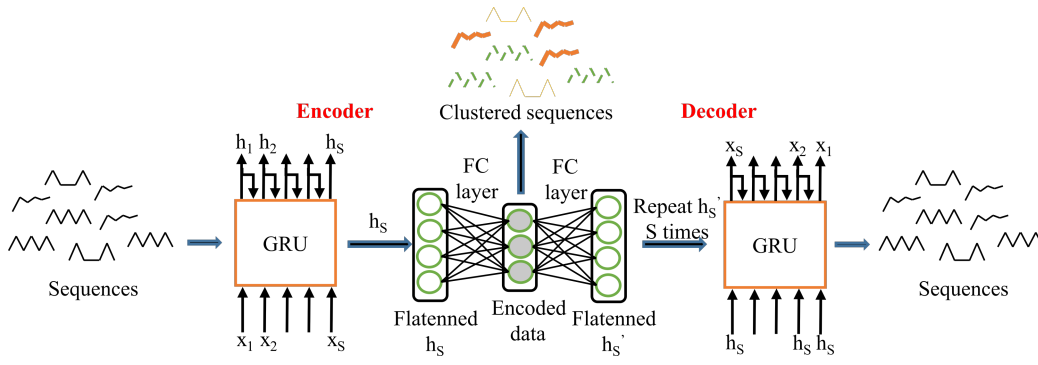 Clustered sequences
Encoder
Decoder
h1 h2 hS
xS x2 x1
FC
layer
FC
layer
GRU
hS
Repeat hS'
S times
GRU
Sequences
Flatenned
hS
Encoded
data
Flatenned
hS'
Sequences
x1 x2 xS
hS hS hS